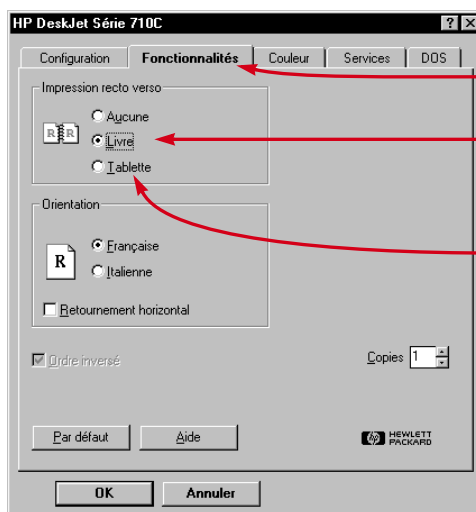 HP DeskJet Série 710C
Configuration Fonctionnalités Couleur Services DOS
Impression recto verso
Aucune
Livre
Tablette
Orientation
Française
Italienne
Retournement horizontal
Ordre inversé
Copies 1
Par défaut Aide
hp HEWLETT PACKARD
OK Annuler